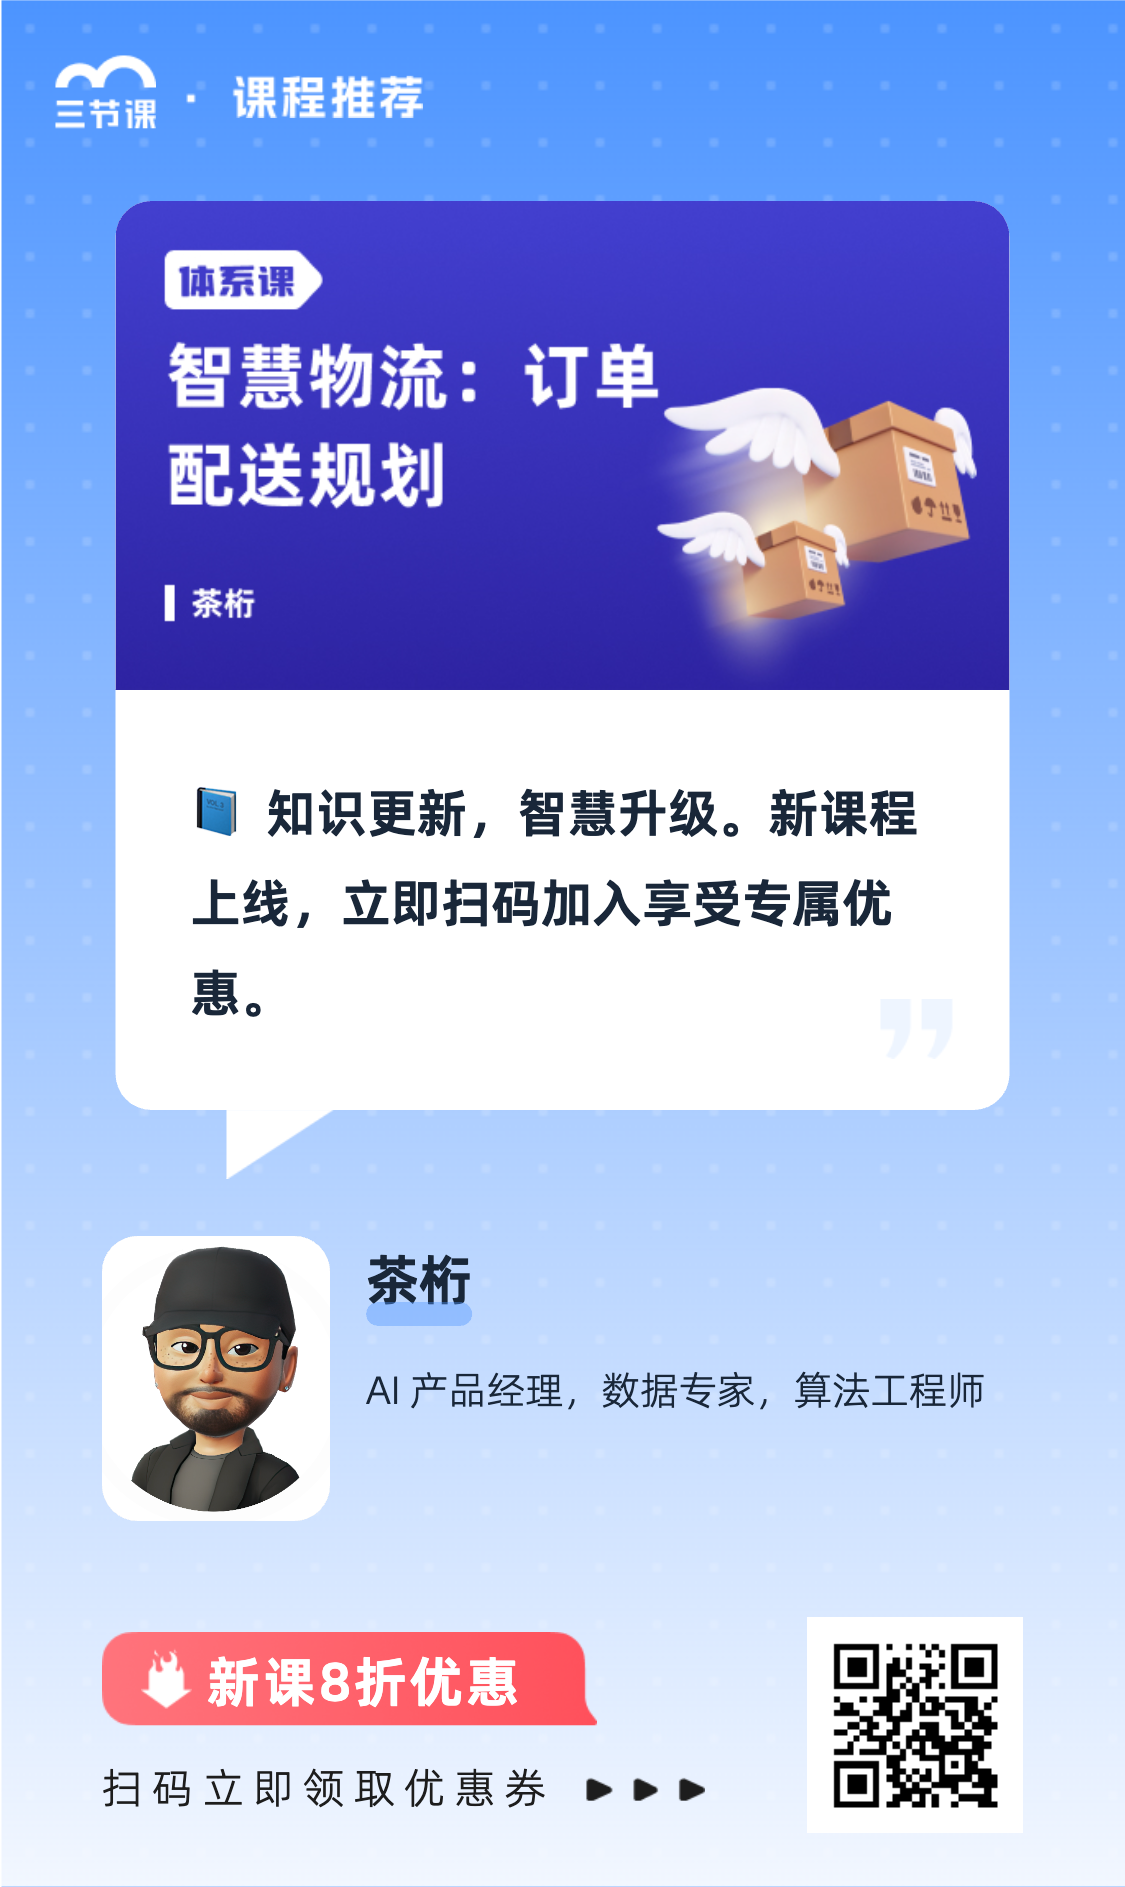 三节课 · 课程推荐
体系课
智慧物流：订单
配送规划
茶桁
知识更新，智慧升级。新课程
上线，立即扫码加入享受专属优
惠。
茶桁
AI 产品经理，数据专家，算法工程师
新课8折优惠
扫码立即领取优惠券